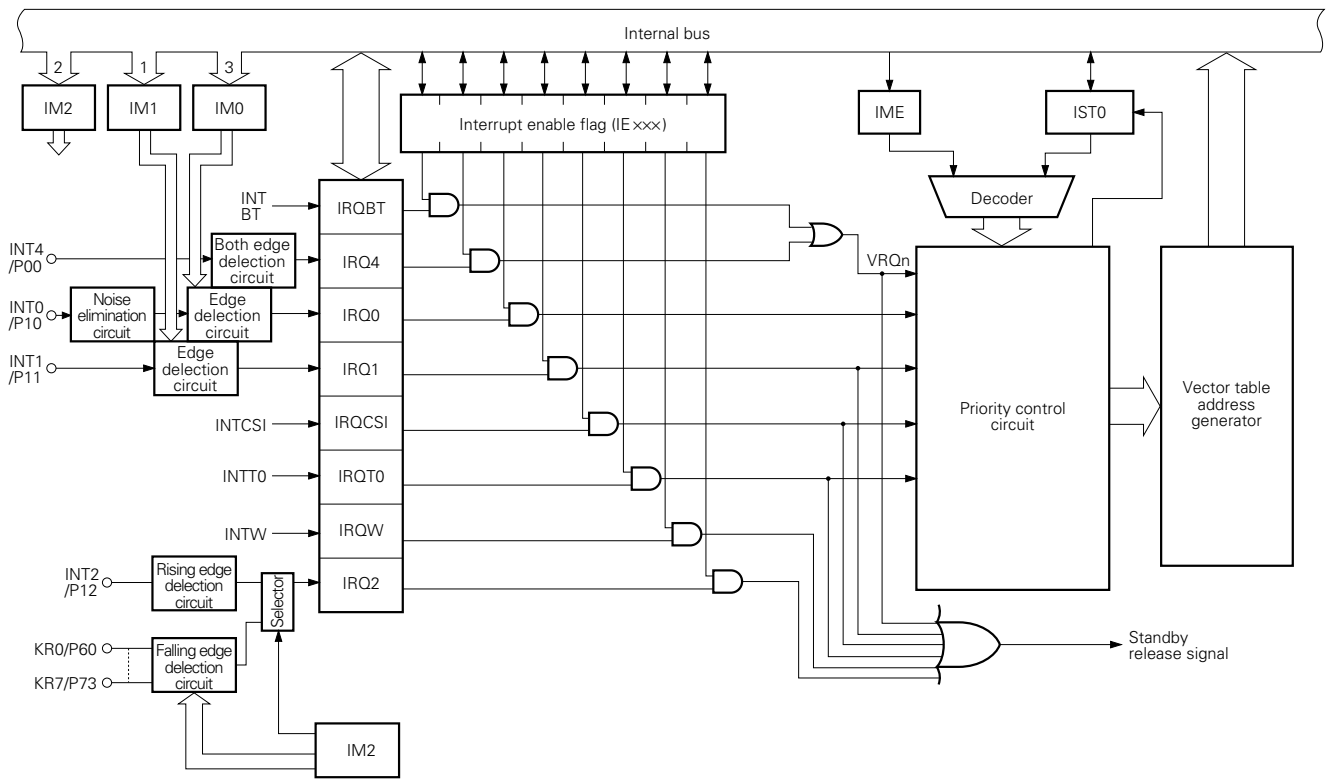 Internal bus
2
1
3
IM2
IM1
IM0
IME
IST0
Interrupt enable flag (IE×××)
Decoder
INT
BT
IRQBT
INT4
/P00
Both edge
delection
circuit
IRQ4
VRQn
INT0
/P10
Noise
elimination
circuit
Edge
delection
circuit
IRQ0
INT1
/P11
Edge
delection
circuit
IRQ1
Priority control
circuit
Vector table
address
generator
INTCSI
IRQCSI
INTT0
IRQT0
INTW
IRQW
INT2
/P12
Rising edge
delection
circuit
Selector
IRQ2
KR0/P60
KR7/P73
Falling edge
delection
circuit
Standby
release signal
IM2